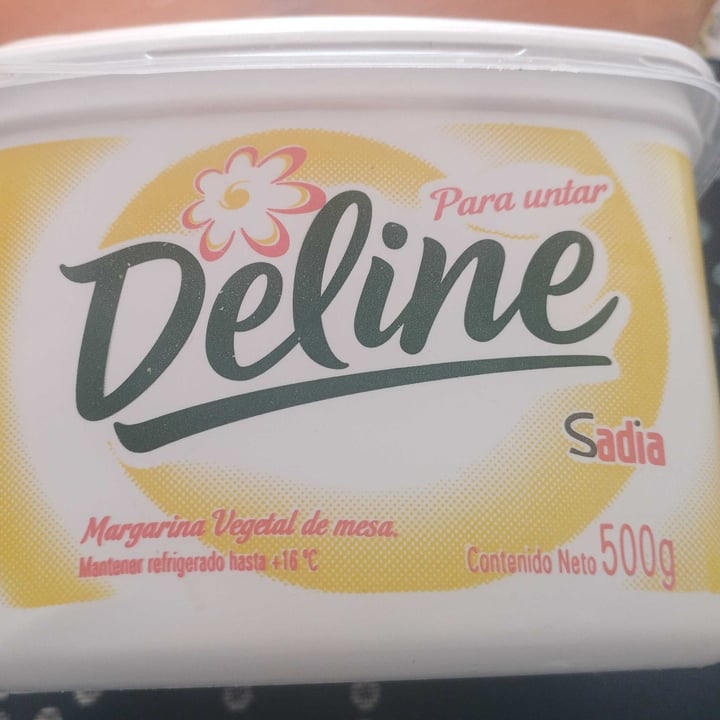 Para untar
Deline
Sadia
Margarina Vegetal de mesa.
Mantener refrigerado hasta +16 °C
Contenido Neto 500g